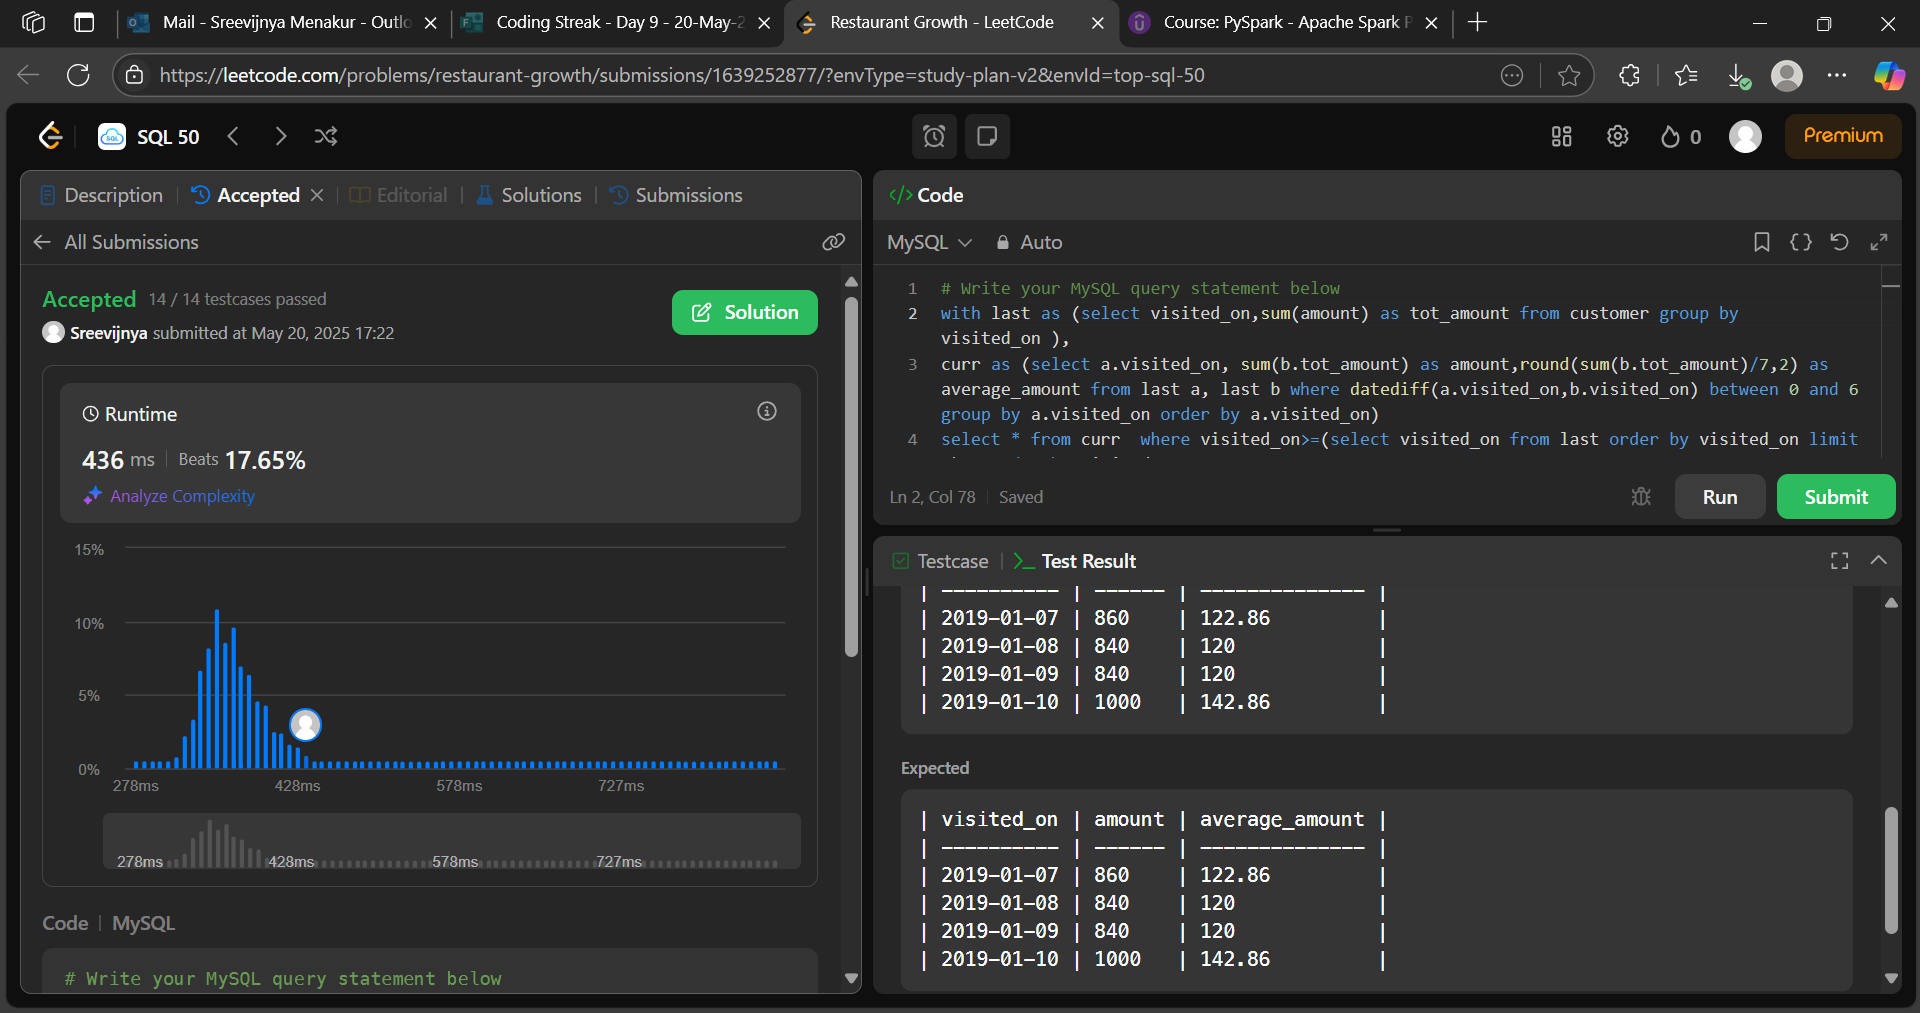 Mail - Sreevijnya Menakur - Outlo
Coding Streak - Day 9 - 20-May-2
Restaurant Growth - LeetCode
Course: PySpark - Apache Spark P
https://leetcode.com/problems/restaurant-growth/submissions/1639252877/?envType=study-plan-v2&envId=top-sql-50
SQL 50
0
Premium
Description
Accepted
Editorial
Solutions
Submissions
All Submissions
Accepted 14 / 14 testcases passed
Sreevijnya submitted at May 20, 2025 17:22
Solution
Runtime
436 ms Beats 17.65%
Analyze Complexity
15%
10%
5%
0%
278ms 428ms 578ms 727ms
278ms 428ms 578ms 727ms
Code | MySQL
# Write your MySQL query statement below
</> Code
MySQL Auto
1 # Write your MySQL query statement below
2 with last as (select visited_on,sum(amount) as tot_amount from customer group by
visited_on ),
3 curr as (select a.visited_on, sum(b.tot_amount) as amount,round(sum(b.tot_amount)/7,2) as
average_amount from last a, last b where datediff(a.visited_on,b.visited_on) between 0 and 6
group by a.visited_on order by a.visited_on)
4 select * from curr  where visited_on>=(select visited_on from last order by visited_on limit
Ln 2, Col 78 Saved
Run
Submit
Testcase
Test Result
| ---------- | ------ | -------------- |
| 2019-01-07 | 860    | 122.86         |
| 2019-01-08 | 840    | 120            |
| 2019-01-09 | 840    | 120            |
| 2019-01-10 | 1000   | 142.86         |
Expected
| visited_on | amount | average_amount |
| ---------- | ------ | -------------- |
| 2019-01-07 | 860    | 122.86         |
| 2019-01-08 | 840    | 120            |
| 2019-01-09 | 840    | 120            |
| 2019-01-10 | 1000   | 142.86         |